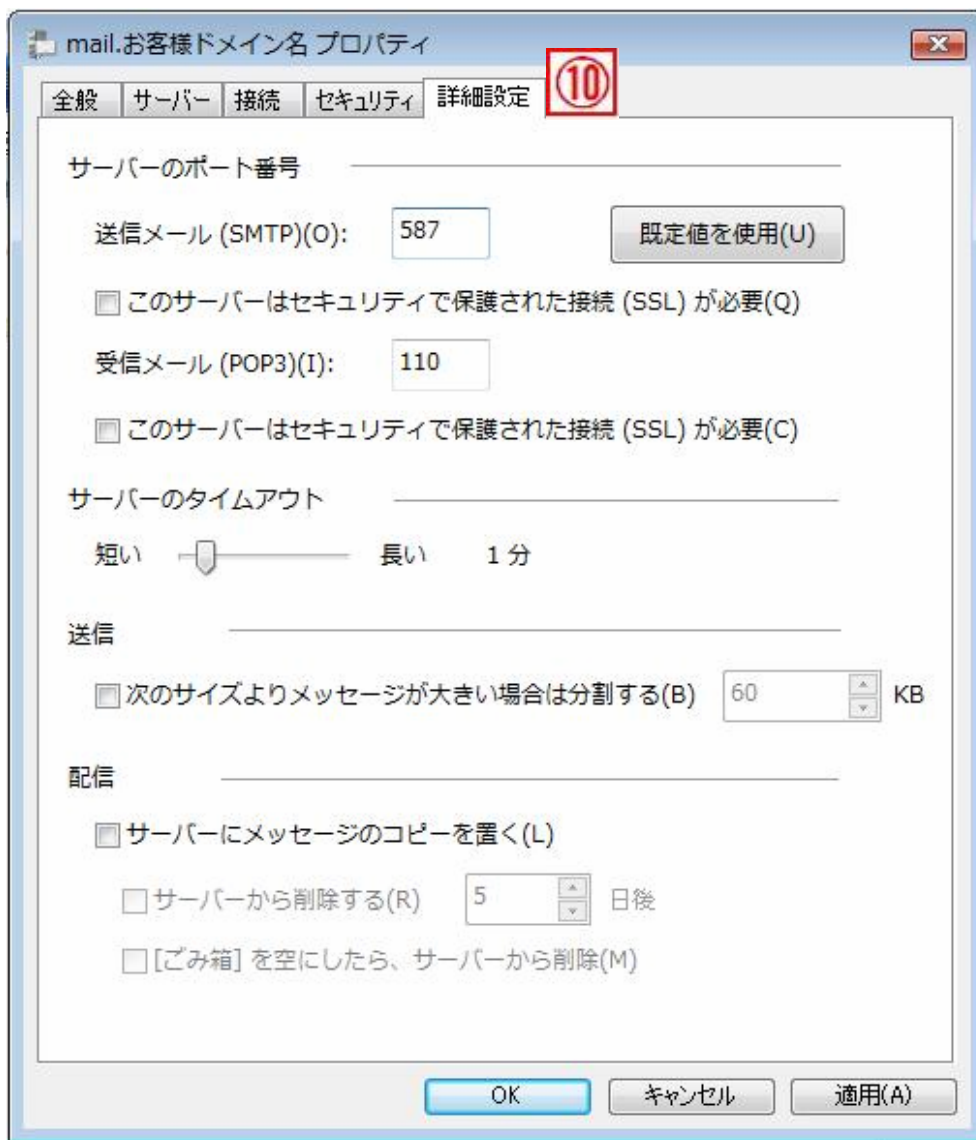 mail.お客様ドメイン名 プロパティ
全般 サーバー 接続 セキュリティ 詳細設定 ⑩
サーバーのポート番号
送信メール (SMTP)(O): 587 既定値を使用(U)
このサーバーはセキュリティで保護された接続 (SSL) が必要(Q)
受信メール (POP3)(I): 110
このサーバーはセキュリティで保護された接続 (SSL) が必要(C)
サーバーのタイムアウト
短い 長い 1 分
送信
次のサイズよりメッセージが大きい場合は分割する(B) 60 KB
配信
サーバーにメッセージのコピーを置く(L)
サーバーから削除する(R) 5 日後
[ごみ箱] を空にしたら、サーバーから削除(M)
OK キャンセル 適用(A)